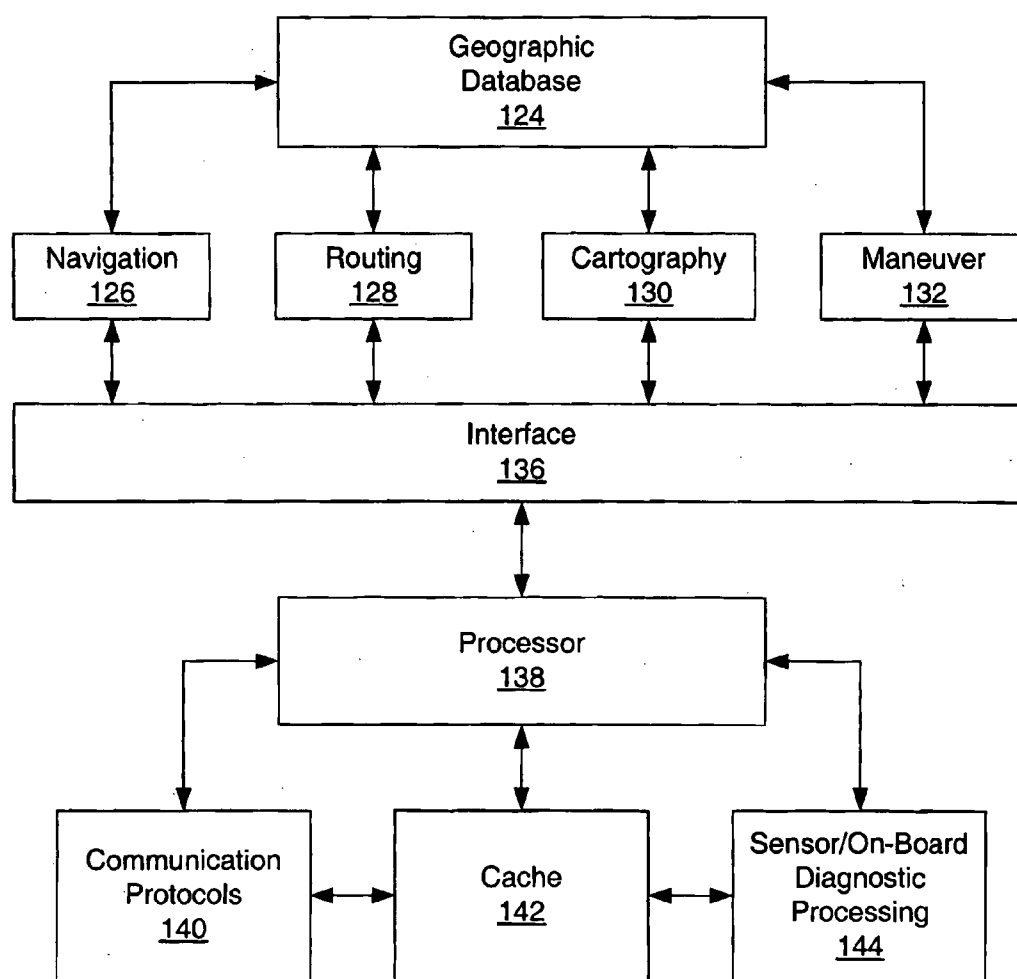 Geographic
Database
124
Navigation
126
Routing
128
Cartography
130
Maneuver
132
Interface
136
Processor
138
Communication
Protocols
140
Cache
142
Sensor/On-Board
Diagnostic
Processing
144